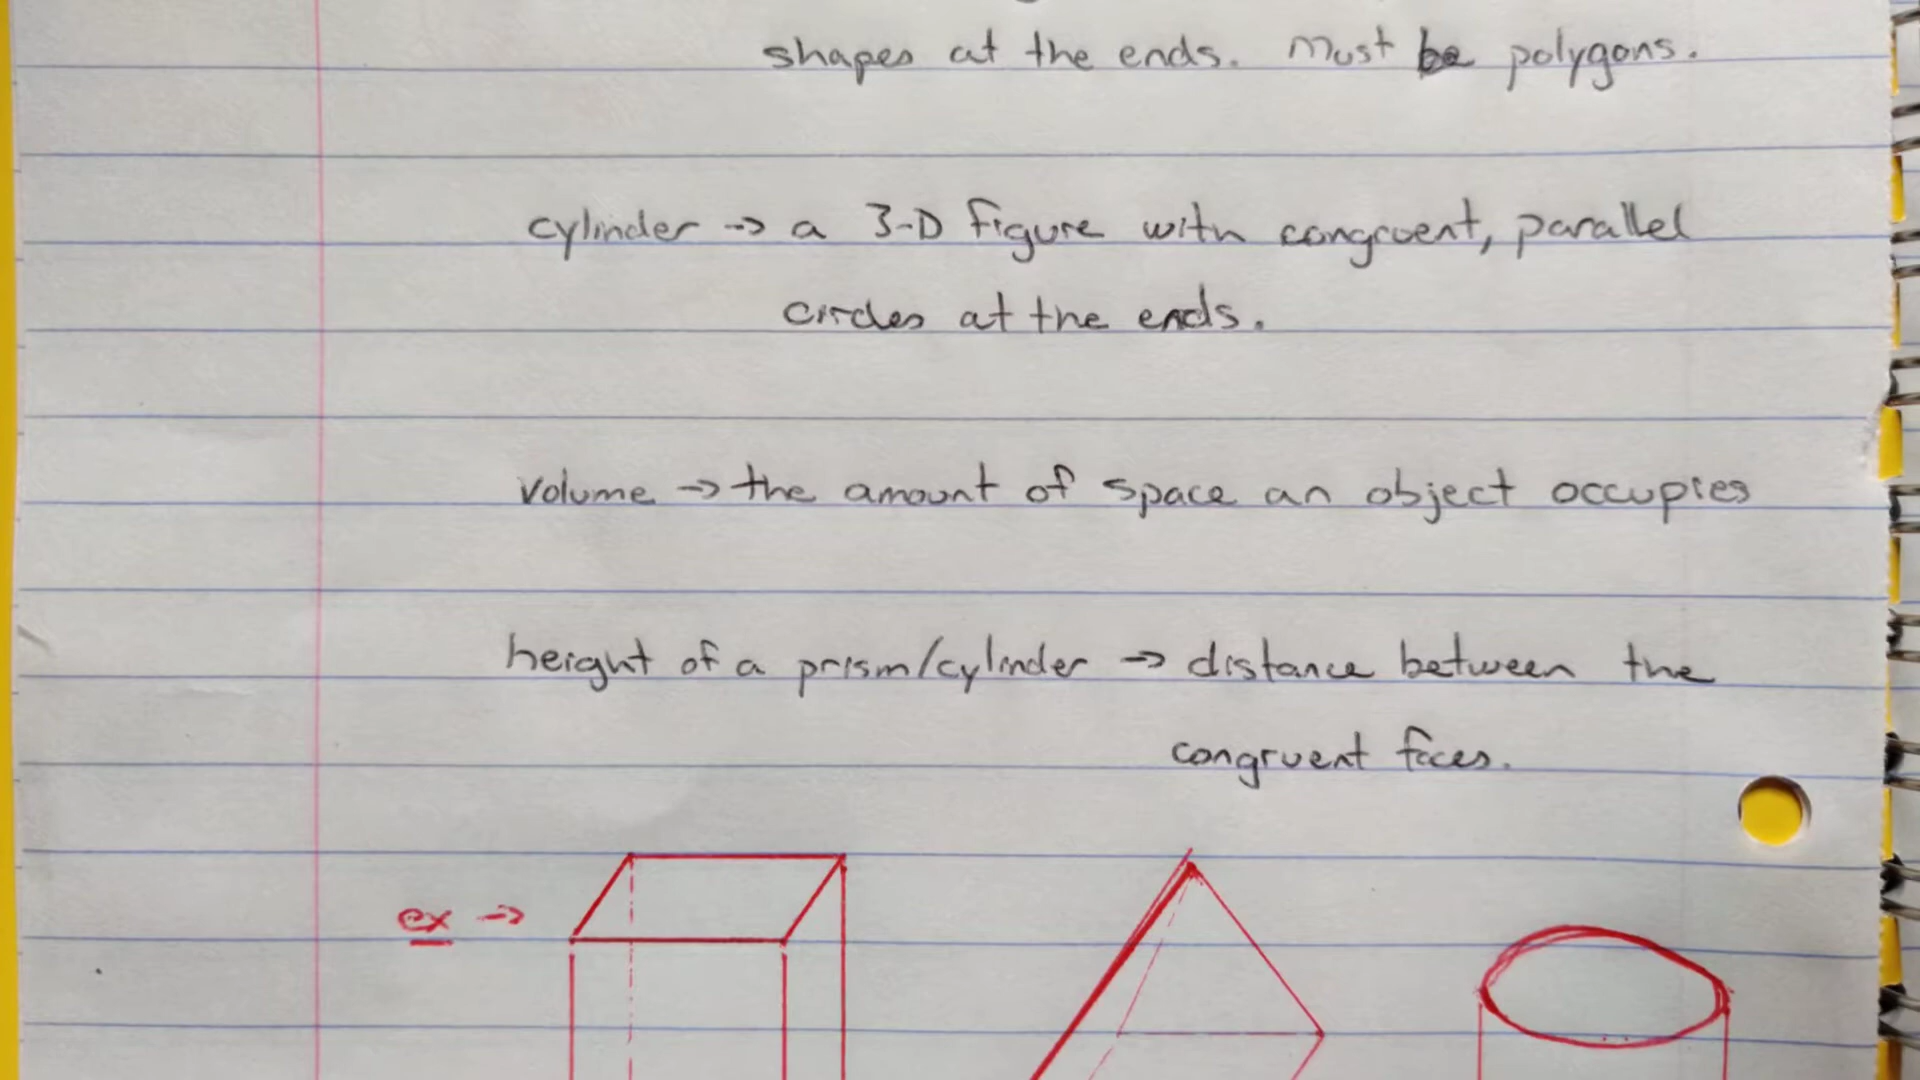 shapes at the ends. Must be polygons.
cylinder → a 3-D figure with congruent, parallel
circles at the ends.
volume → the amount of space an object occupies
height of a prism/cylinder → distance between the
congruent faces.
ex →